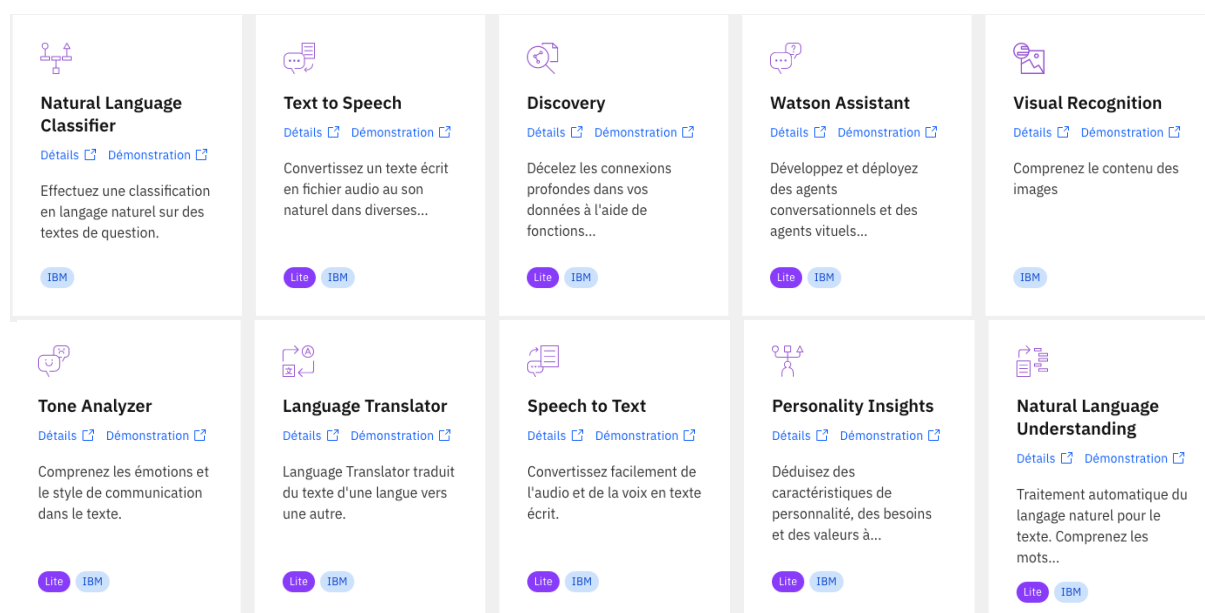 Natural Language
Classifier
Détails Démonstration
Effectuez une classification
en langage naturel sur des
textes de question.
IBM
Text to Speech
Détails Démonstration
Convertissez un texte écrit
en fichier audio au son
naturel dans diverses...
Lite IBM
Discovery
Détails Démonstration
Décelez les connexions
profondes dans vos
données à l'aide de
fonctions...
Lite IBM
Watson Assistant
Détails Démonstration
Développez et déployez
des agents
conversationnels et des
agents vituels...
Lite IBM
Visual Recognition
Détails Démonstration
Comprenez le contenu des
images
IBM
Tone Analyzer
Détails Démonstration
Comprenez les émotions et
le style de communication
dans le texte.
Lite IBM
Language Translator
Détails Démonstration
Language Translator traduit
du texte d'une langue vers
une autre.
Lite IBM
Speech to Text
Détails Démonstration
Convertissez facilement de
l'audio et de la voix en texte
écrit.
Lite IBM
Personality Insights
Détails Démonstration
Déduisez des
caractéristiques de
personnalité, des besoins
et des valeurs à...
Lite IBM
Natural Language
Understanding
Détails Démonstration
Traitement automatique du
langage naturel pour le
texte. Comprenez les
mots...
Lite IBM